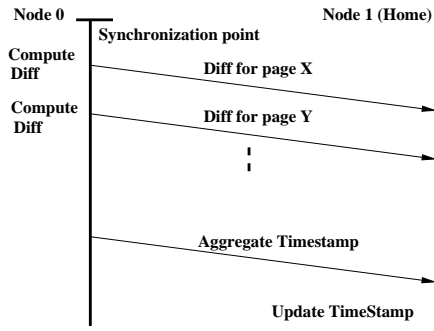 Node 0
Node 1 (Home)
Synchronization point
Compute
Diff
Diff for page X
Compute
Diff
Diff for page Y
Aggregate Timestamp
Update TimeStamp